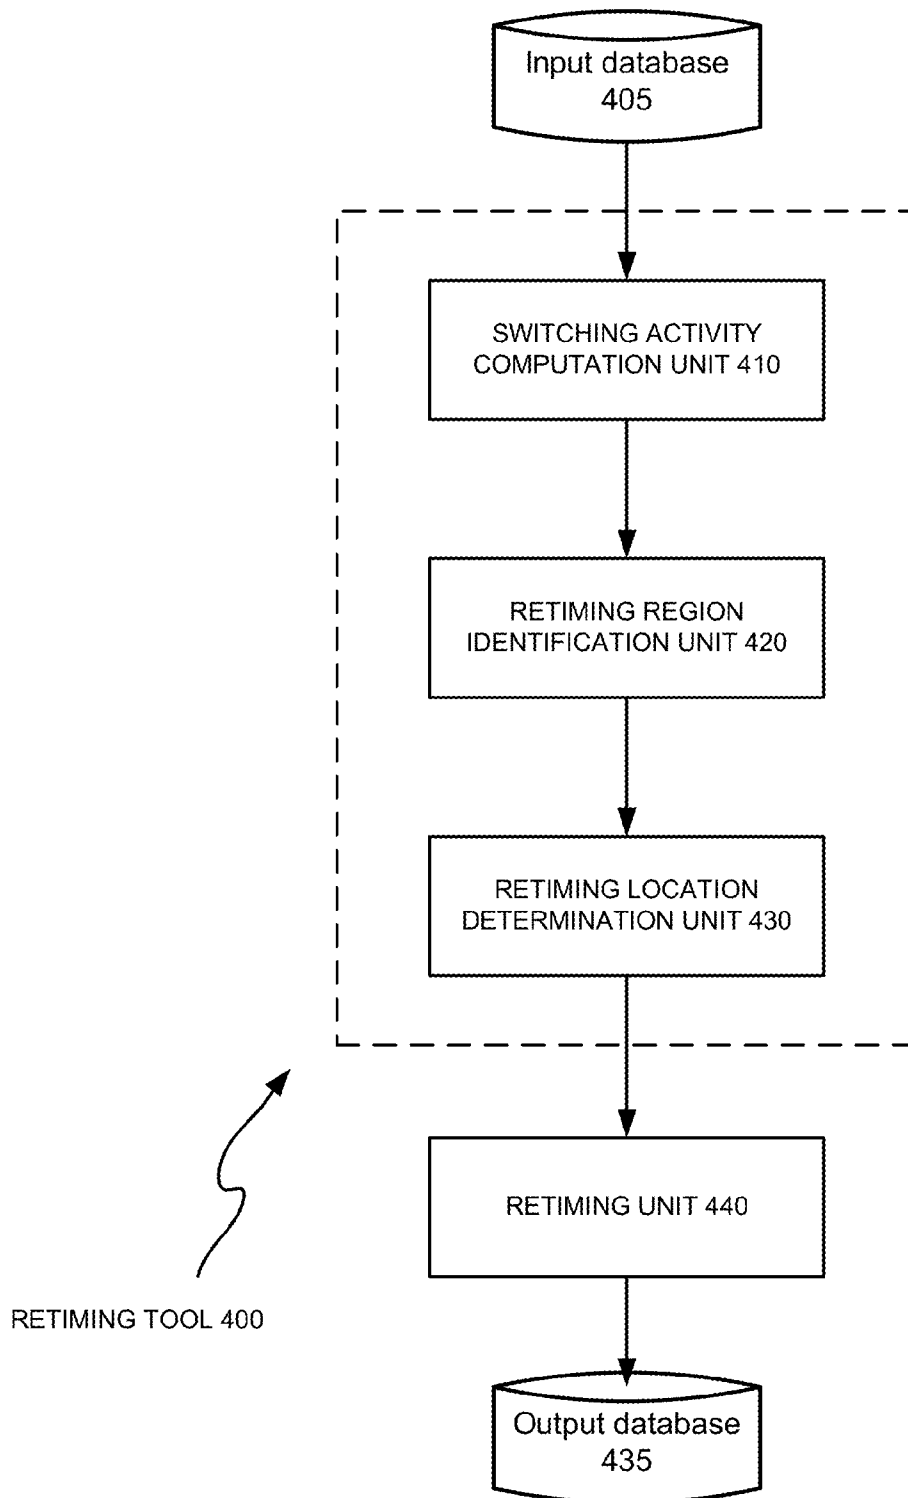 Input database
405
SWITCHING ACTIVITY
COMPUTATION UNIT 410
RETIMING REGION
IDENTIFICATION UNIT 420
RETIMING LOCATION
DETERMINATION UNIT 430
RETIMING UNIT 440
RETIMING TOOL 400
Output database
435